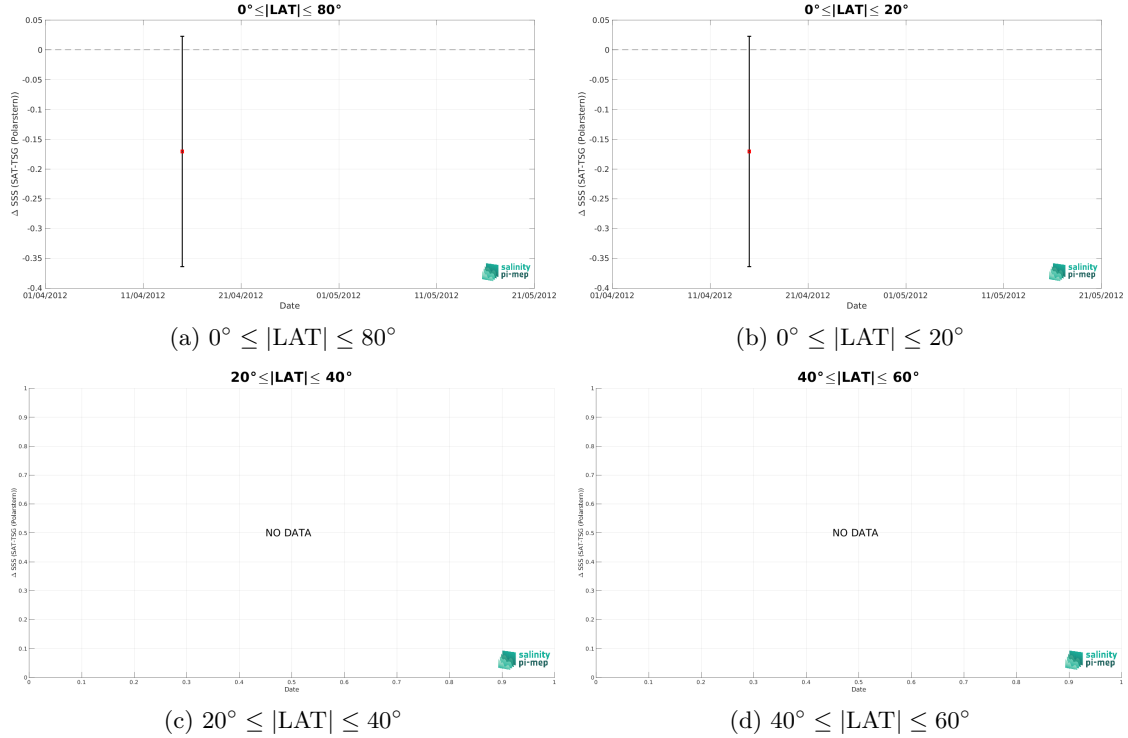 0°≤|LAT|≤ 80°
0.05
0
-0.05
-0.1
-0.15
-0.2
-0.25
-0.3
-0.35
-0.4
Δ SSS (SAT-TSG (Polarstern))
01/04/2012 11/04/2012 21/04/2012 01/05/2012 11/05/2012 21/05/2012
Date
salinity
pi-mep
(a) 0° ≤ |LAT| ≤ 80°
0°≤|LAT|≤ 20°
0.05
0
-0.05
-0.1
-0.15
-0.2
-0.25
-0.3
-0.35
-0.4
Δ SSS (SAT-TSG (Polarstern))
01/04/2012 11/04/2012 21/04/2012 01/05/2012 11/05/2012 21/05/2012
Date
salinity
pi-mep
(b) 0° ≤ |LAT| ≤ 20°
20°≤|LAT|≤ 40°
1
0.9
0.8
0.7
0.6
0.5
0.4
0.3
0.2
0.1
0
Δ SSS (SAT-TSG (Polarstern))
NO DATA
0 0.1 0.2 0.3 0.4 0.5 0.6 0.7 0.8 0.9 1
Date
salinity
pi-mep
(c) 20° ≤ |LAT| ≤ 40°
40°≤|LAT|≤ 60°
1
0.9
0.8
0.7
0.6
0.5
0.4
0.3
0.2
0.1
0
Δ SSS (SAT-TSG (Polarstern))
NO DATA
0 0.1 0.2 0.3 0.4 0.5 0.6 0.7 0.8 0.9 1
Date
salinity
pi-mep
(d) 40° ≤ |LAT| ≤ 60°